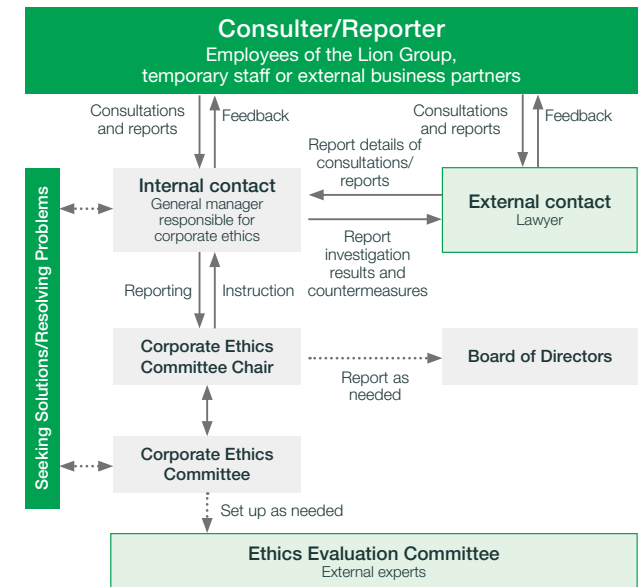 Consulter/Reporter
Employees of the Lion Group,
temporary staff or external business partners
Consultations
and reports
Feedback
Consultations
and reports
Feedback
Report details of
consultations/
reports
Internal contact
General manager
responsible for
corporate ethics
External contact
Lawyer
Report
investigation
results and
countermeasures
Seeking Solutions/Resolving Problems
Reporting
Instruction
Corporate Ethics
Committee Chair
Report as
needed
Board of Directors
Corporate Ethics
Committee
Set up as needed
Ethics Evaluation Committee
External experts